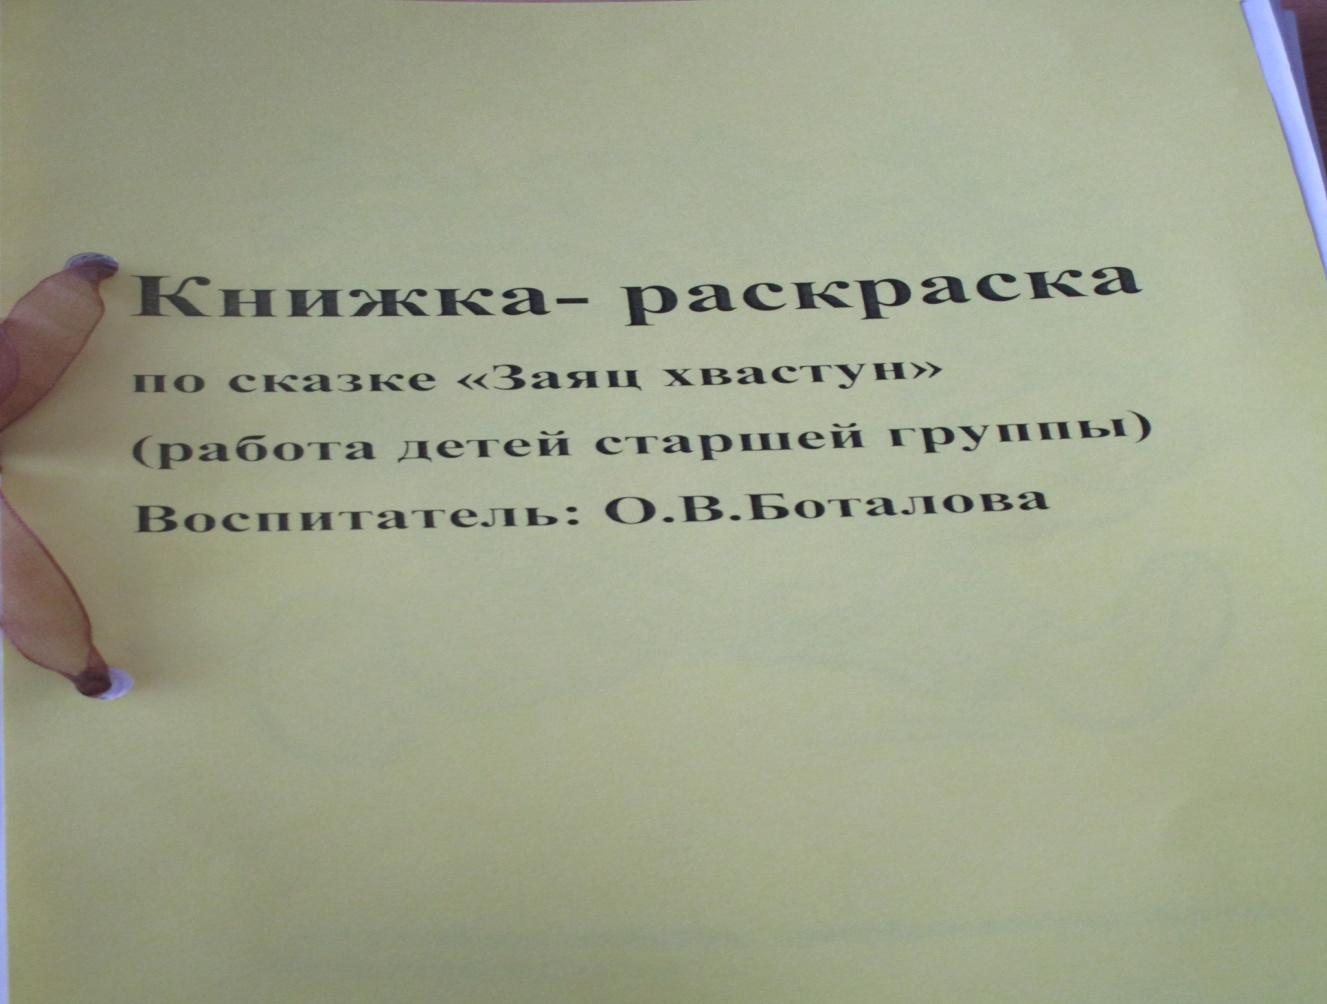 Книжка- раскраска
по сказке «Заяц хвастун»
(работа детей старшей группы)
Воспитатель: О.В.Боталова